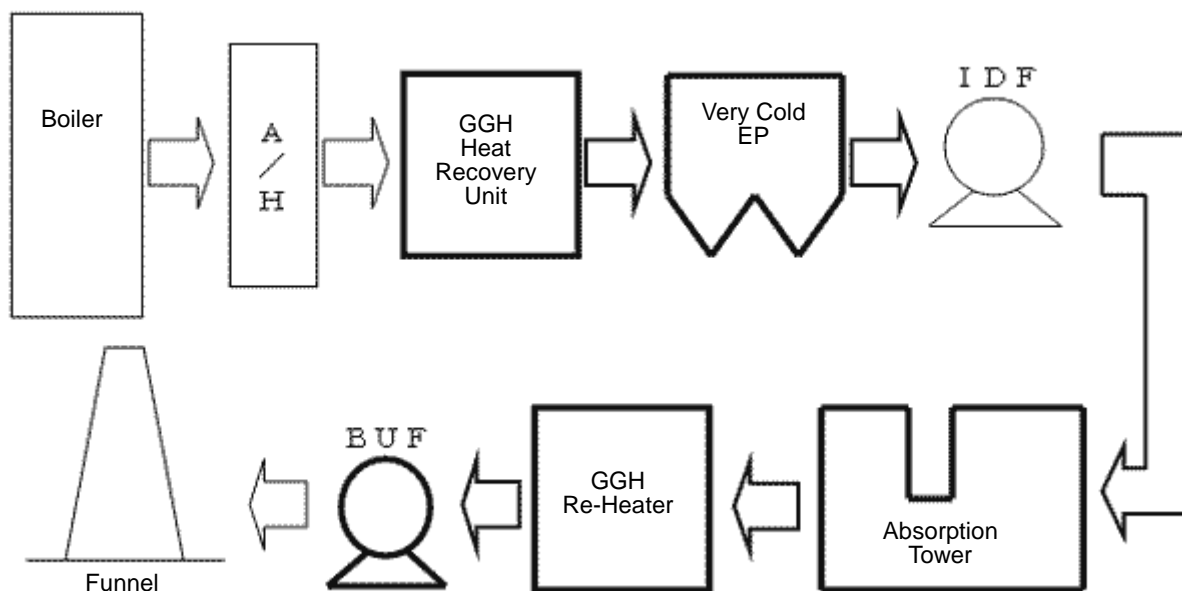 Boiler
A
/
H
GGH
Heat
Recovery
Unit
Very Cold
EP
IDF
Funnel
BUF
GGH
Re-Heater
Absorption
Tower